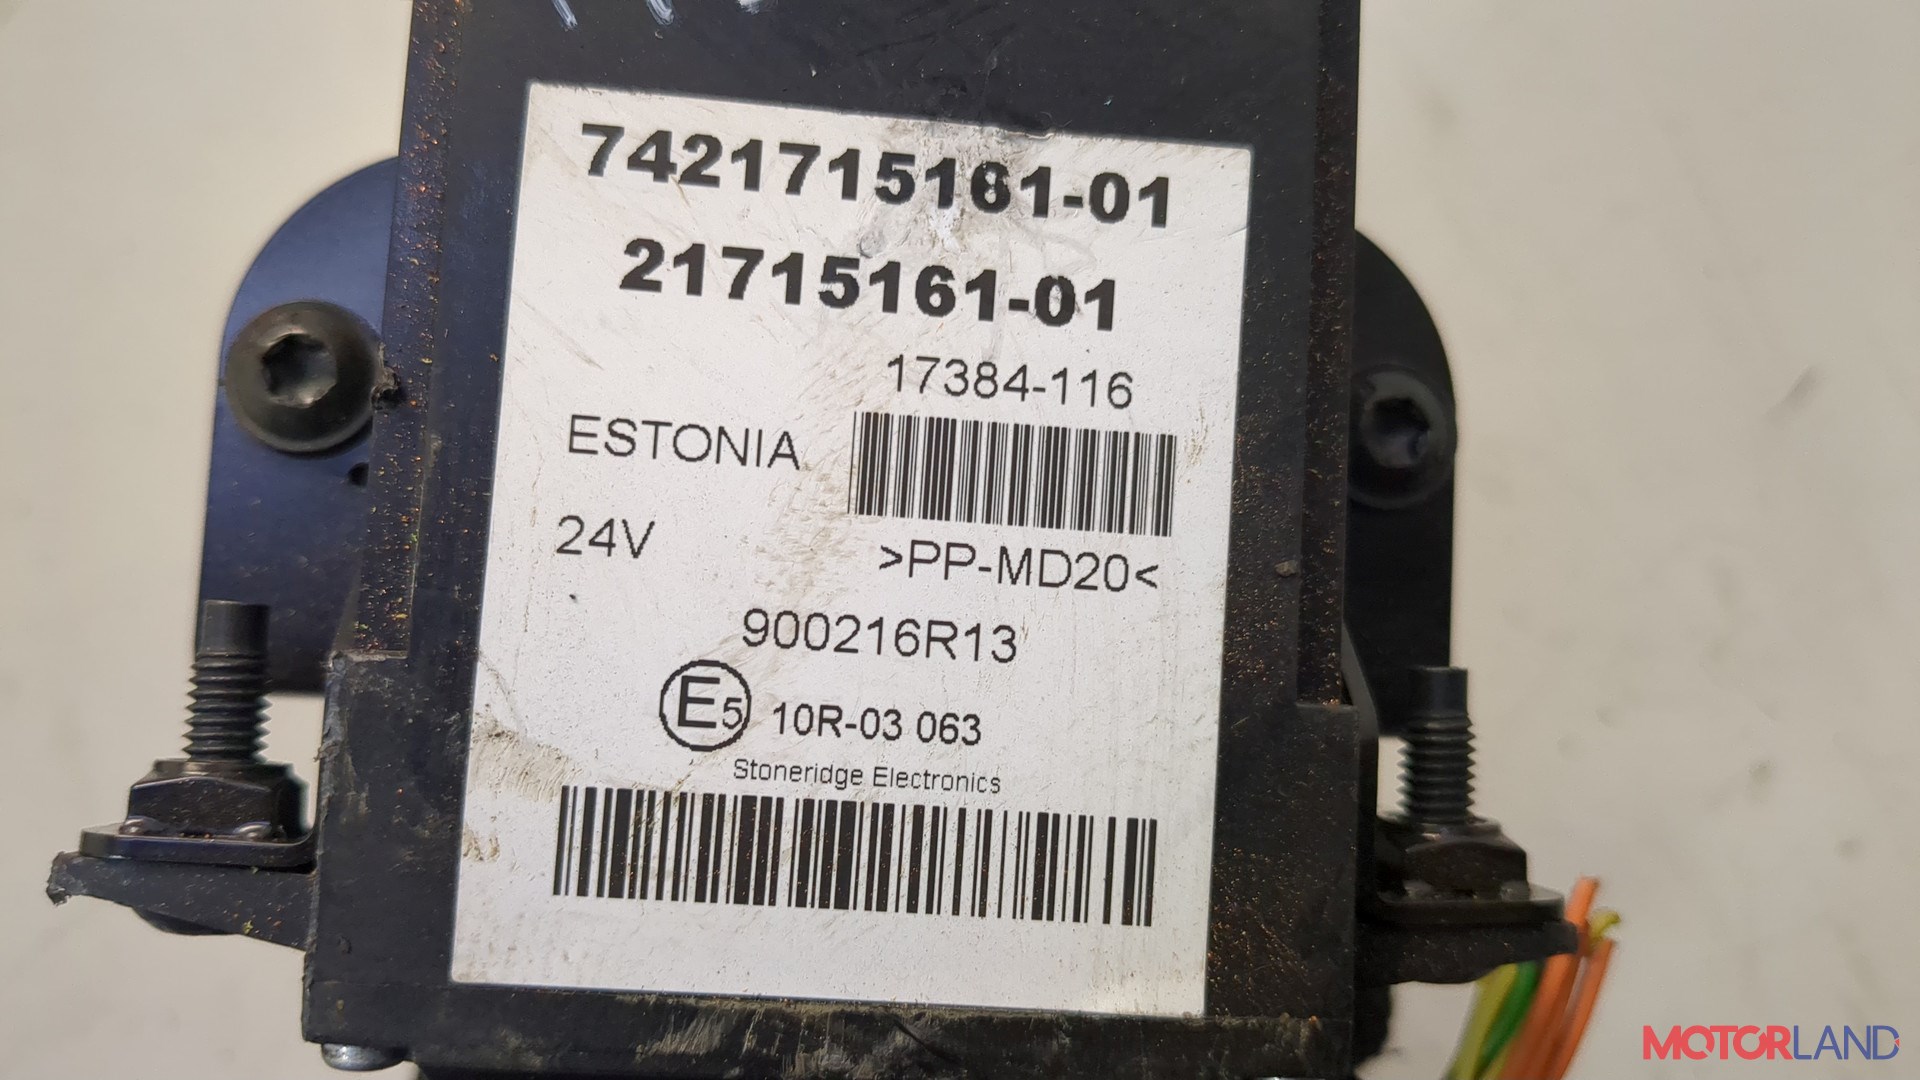 7421715161-01
21715161-01
17384-116
ESTONIA
24V
>PP-MD20<
900216R13
E5 10R-03 063
Stoneridge Electronics
MOTORLAND